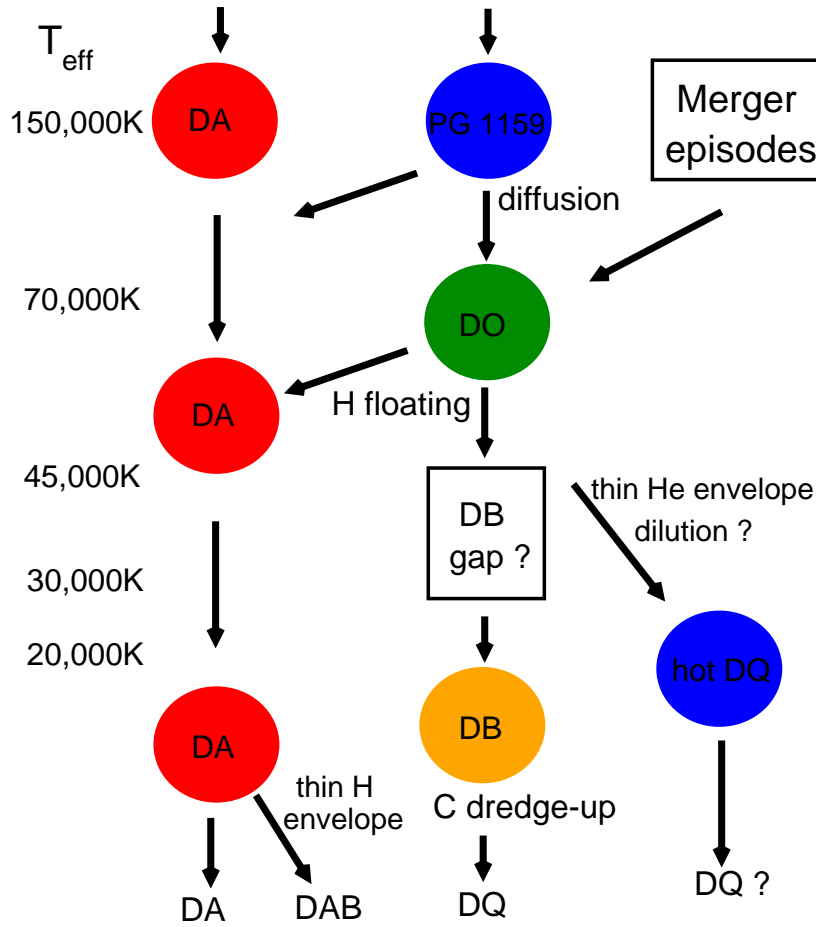 T_eff
150,000K
DA
PG 1159
Merger
episodes
diffusion
70,000K
DO
DA
H floating
45,000K
DB
gap ?
thin He envelope
dilution ?
30,000K
20,000K
hot DQ
DA
DB
thin H
envelope
C dredge-up
DA
DAB
DQ
DQ ?